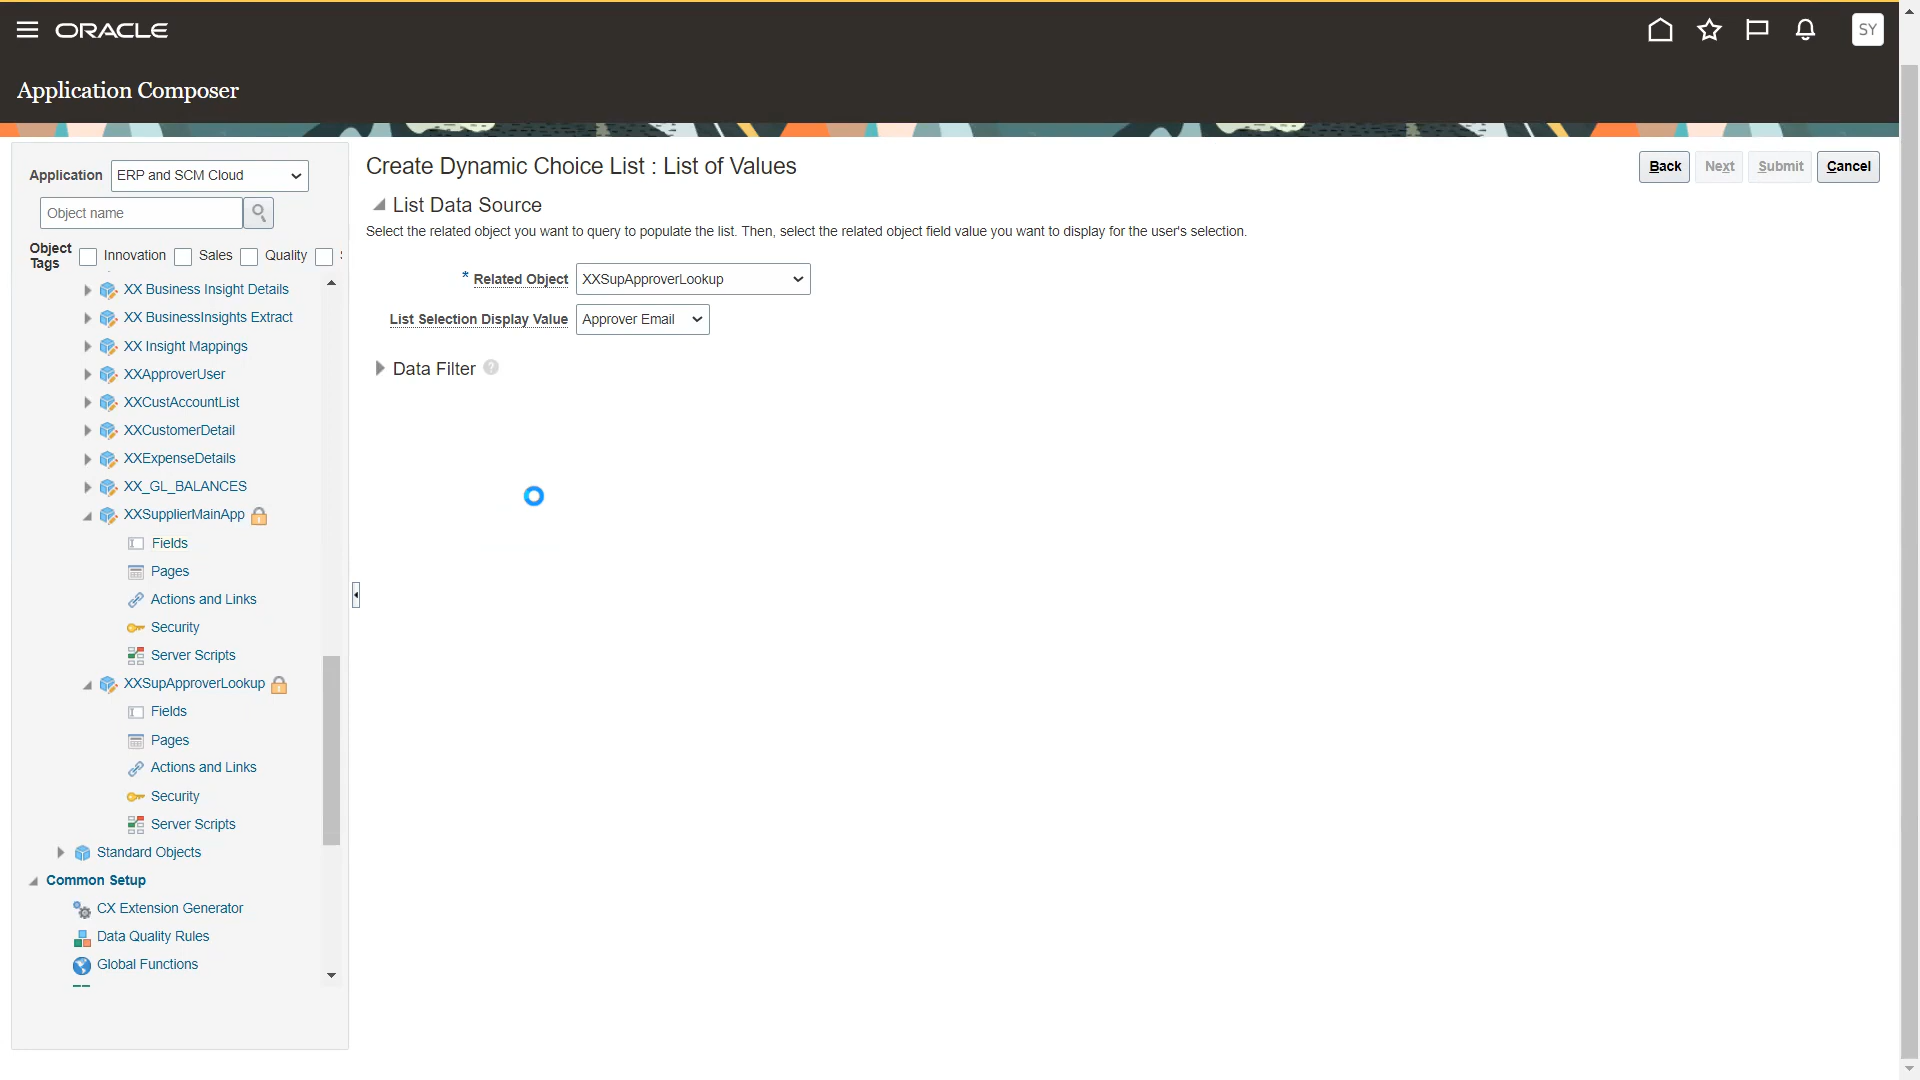 ORACLE
SY
Application Composer
Application ERP and SCM Cloud
Object name
Object Tags Innovation Sales Quality
XX Business Insight Details
XX BusinessInsights Extract
XX Insight Mappings
XXApproverUser
XXCustAccountList
XXCustomerDetail
XXExpenseDetails
XX_GL_BALANCES
XXSupplierMainApp
Fields
Pages
Actions and Links
Security
Server Scripts
XXSupApproverLookup
Fields
Pages
Actions and Links
Security
Server Scripts
Standard Objects
Common Setup
CX Extension Generator
Data Quality Rules
Global Functions
Create Dynamic Choice List : List of Values
Back Next Submit Cancel
List Data Source
Select the related object you want to query to populate the list. Then, select the related object field value you want to display for the user's selection.
* Related Object XXSupApproverLookup
List Selection Display Value Approver Email
Data Filter ?